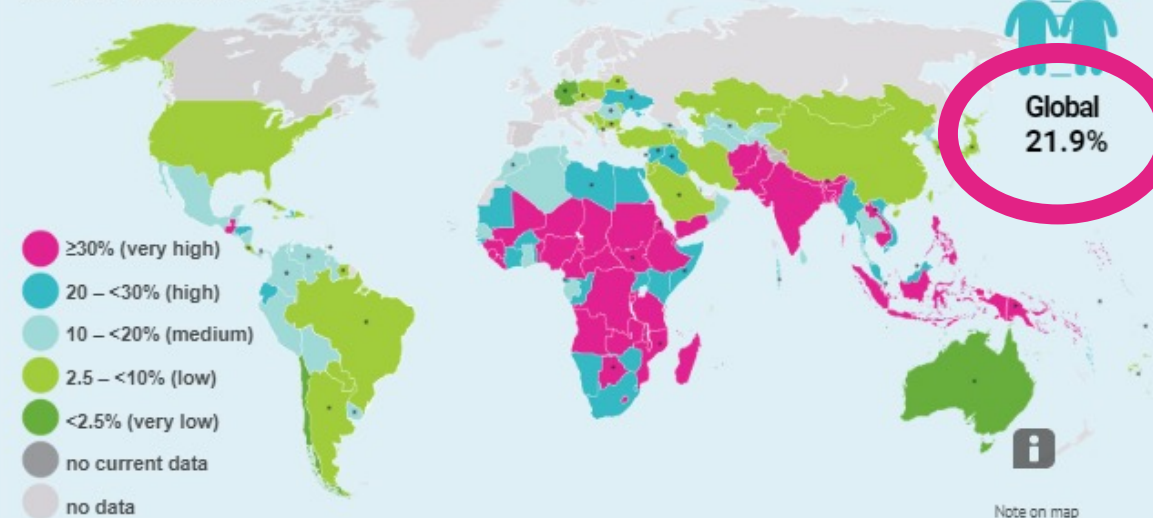 Global
21.9%
≥30% (very high)
20 – <30% (high)
10 – <20% (medium)
2.5 – <10% (low)
<2.5% (very low)
no current data
no data
i
Note on map